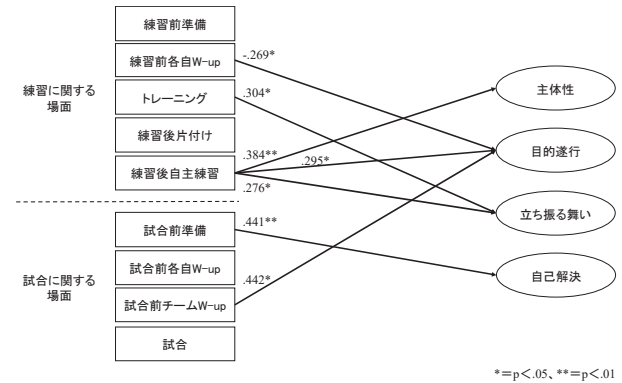 練習に関する
場面
練習前準備
練習前各自W-up
トレーニング
練習後片付け
練習後自主練習
-.269*
.304*
.384**
.295*
.276*
試合に関する
場面
試合前準備
試合前各自W-up
試合前チームW-up
試合
.441**
.442*
主体性
目的遂行
立ち振る舞い
自己解決
*＝p＜.05、**＝p＜.01